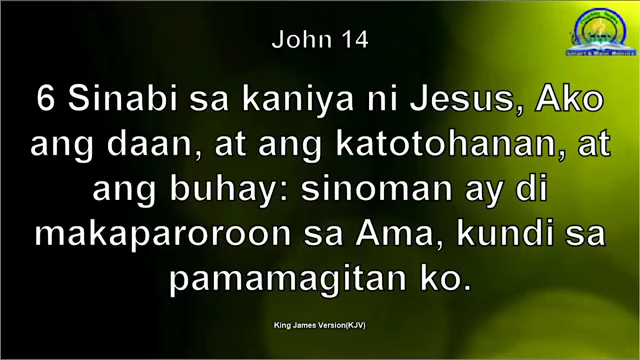 John 14
6 Sinabi sa kaniya ni Jesus, Ako
ang daan, at ang katotohanan, at
ang buhay: sinoman ay di
makaparoroon sa Ama, kundi sa
pamamagitan ko.
King James Version(KJV)